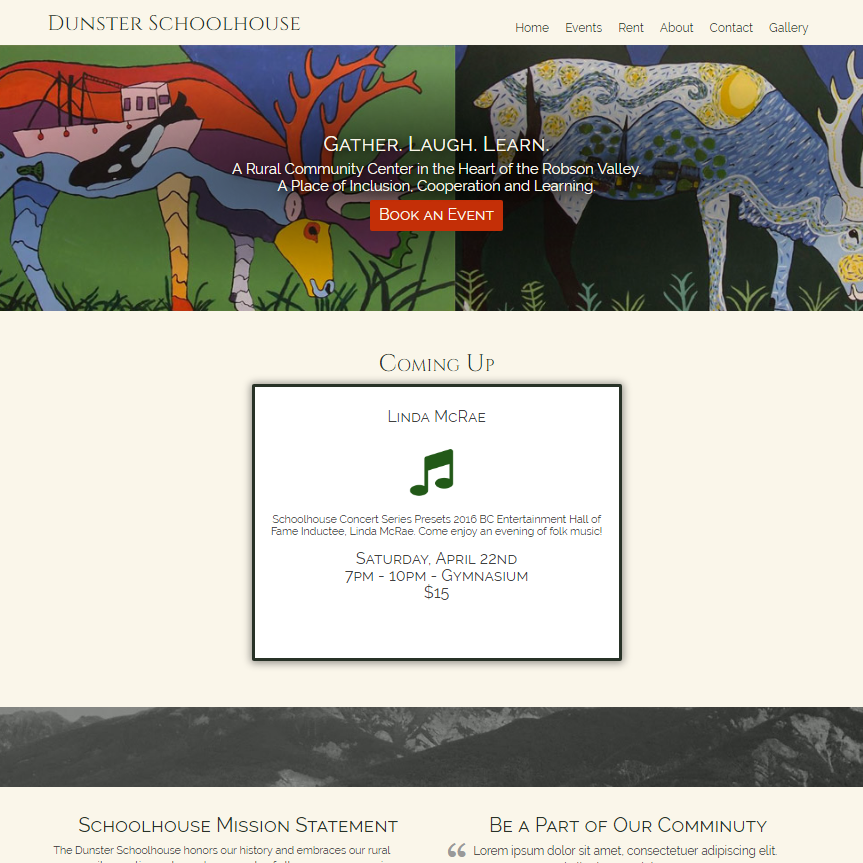 Dunster Schoolhouse
Home Events Rent About Contact Gallery
Gather. Laugh. Learn.
A Rural Community Center in the Heart of the Robson Valley.
A Place of Inclusion, Cooperation and Learning.
Book an Event
Coming Up
Linda McRae
Schoolhouse Concert Series Presets 2016 BC Entertainment Hall of
Fame Inductee, Linda McRae. Come enjoy an evening of folk music!
Saturday, April 22nd
7pm - 10pm - Gymnasium
$15
Schoolhouse Mission Statement
The Dunster Schoolhouse honors our history and embraces our rural
Be a Part of Our Comminuty
Lorem ipsum dolor sit amet, consectetuer adipiscing elit.